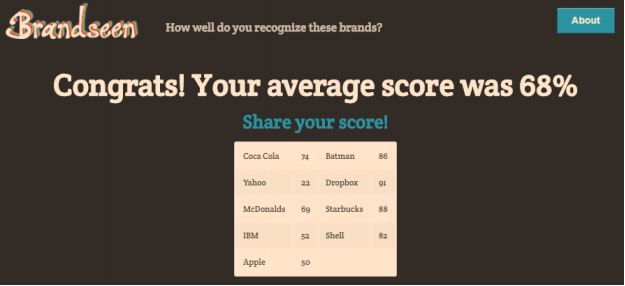 Brandseen
How well do you recognize these brands?
About
Congrats! Your average score was 68%
Share your score!
Coca Cola 74 Batman 86
Yahoo 22 Dropbox 91
McDonalds 69 Starbucks 88
IBM 52 Shell 82
Apple 50